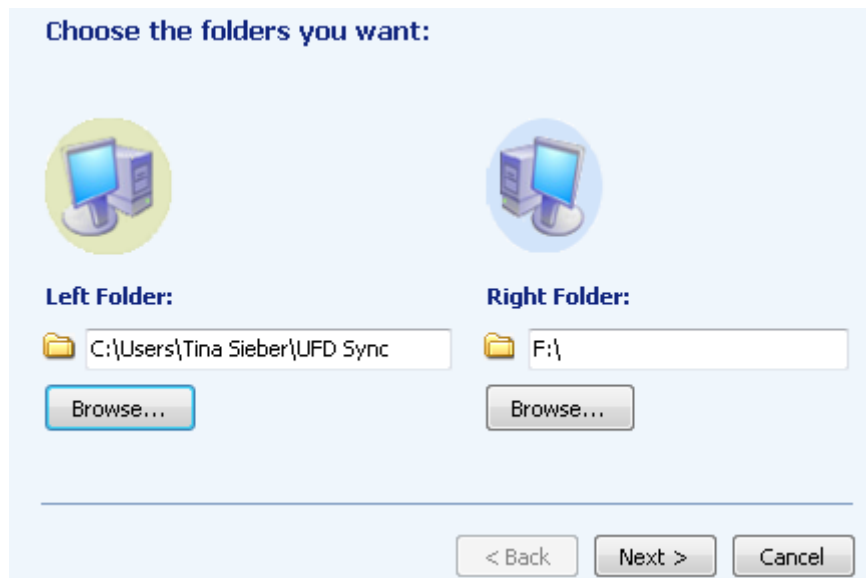 Choose the folders you want:
Left Folder:
Right Folder:
C:\Users\Tina Sieber\UFD Sync
F:\
Browse...
Browse...
< Back
Next >
Cancel